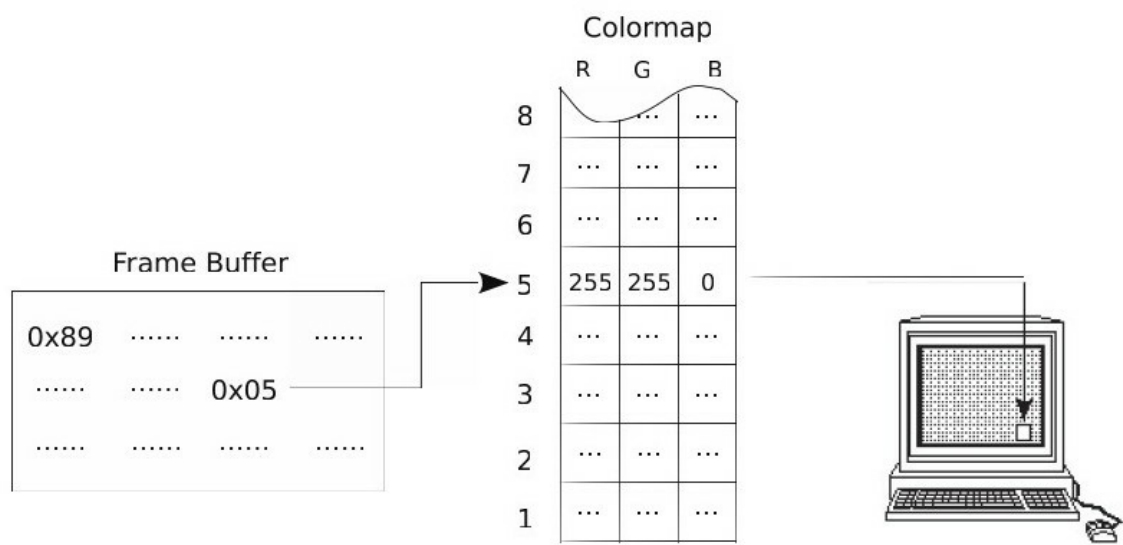 Colormap
R G B
8 ... ...
7 ... ... ...
6 ... ... ...
Frame Buffer
5 255 255 0
0x89 ...... ...... ......
4 ... ... ...
...... ...... 0x05
3 ... ... ...
...... ...... ...... ......
2 ... ... ...
1 ... ... ...